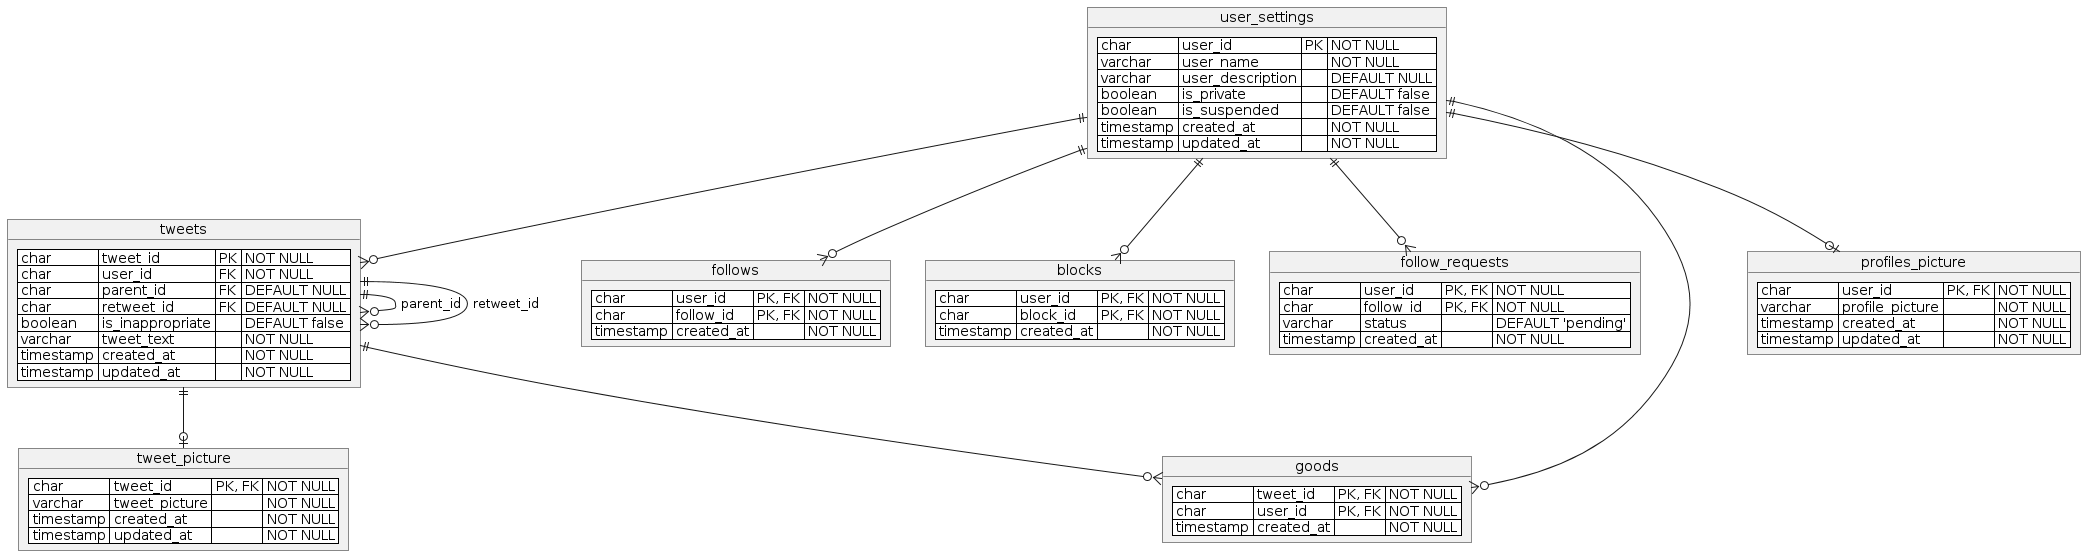 user_settings
char user_id PK NOT NULL
varchar user_name NOT NULL
varchar user_description DEFAULT NULL
boolean is_private DEFAULT false
boolean is_suspended DEFAULT false
timestamp created_at NOT NULL
timestamp updated_at NOT NULL
tweets
char tweet_id PK NOT NULL
char user_id FK NOT NULL
char parent_id FK DEFAULT NULL
char retweet_id FK DEFAULT NULL
boolean is_inappropriate DEFAULT false
varchar tweet_text NOT NULL
timestamp created_at NOT NULL
timestamp updated_at NOT NULL
parent_id
retweet_id
follows
char user_id PK, FK NOT NULL
char follow_id PK, FK NOT NULL
timestamp created_at NOT NULL
blocks
char user_id PK, FK NOT NULL
char block_id PK, FK NOT NULL
timestamp created_at NOT NULL
follow_requests
char user_id PK, FK NOT NULL
char follow_id PK, FK NOT NULL
varchar status DEFAULT 'pending'
timestamp created_at NOT NULL
profiles_picture
char user_id PK, FK NOT NULL
varchar profile_picture NOT NULL
timestamp created_at NOT NULL
timestamp updated_at NOT NULL
tweet_picture
char tweet_id PK, FK NOT NULL
varchar tweet_picture NOT NULL
timestamp created_at NOT NULL
timestamp updated_at NOT NULL
goods
char tweet_id PK, FK NOT NULL
char user_id PK, FK NOT NULL
timestamp created_at NOT NULL